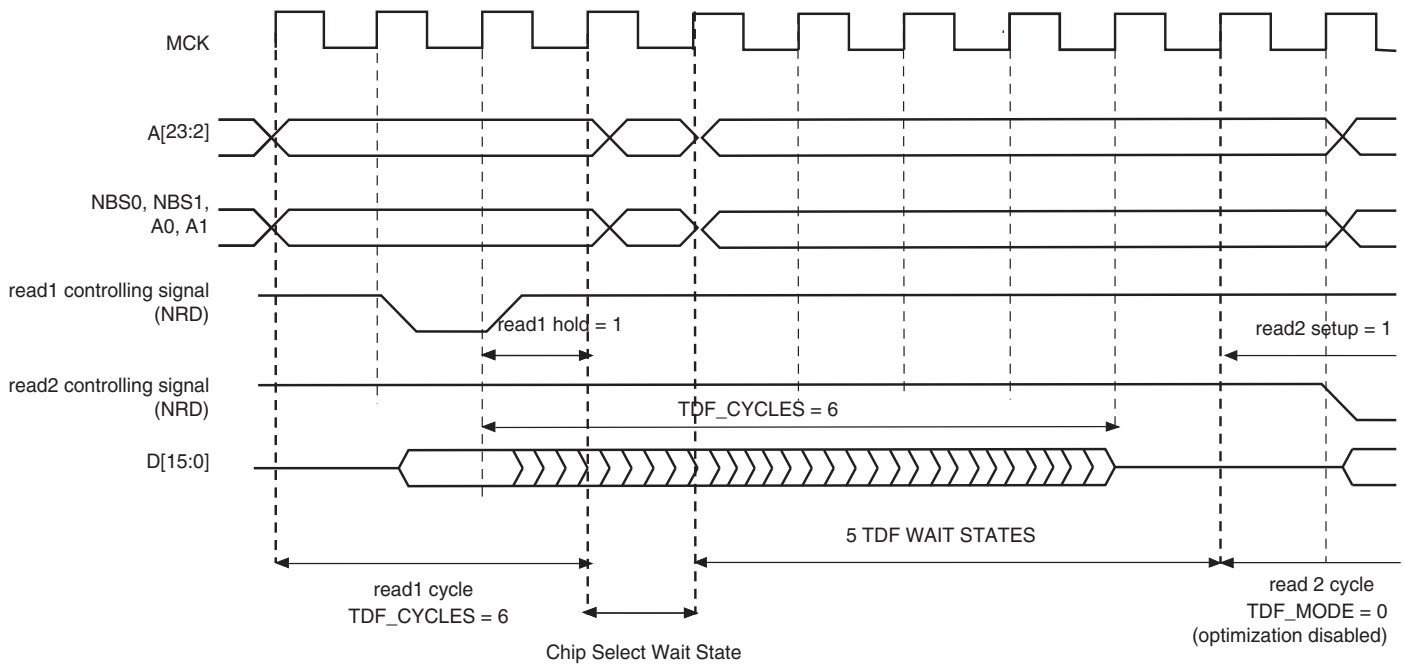 MCK
A[23:2]
NBS0, NBS1,
A0, A1
read1 controlling signal
(NRD)
read1 hold = 1
read2 setup = 1
read2 controlling signal
(NRD)
TDF_CYCLES = 6
D[15:0]
5 TDF WAIT STATES
read1 cycle
TDF_CYCLES = 6
Chip Select Wait State
read 2 cycle
TDF_MODE = 0
(optimization disabled)